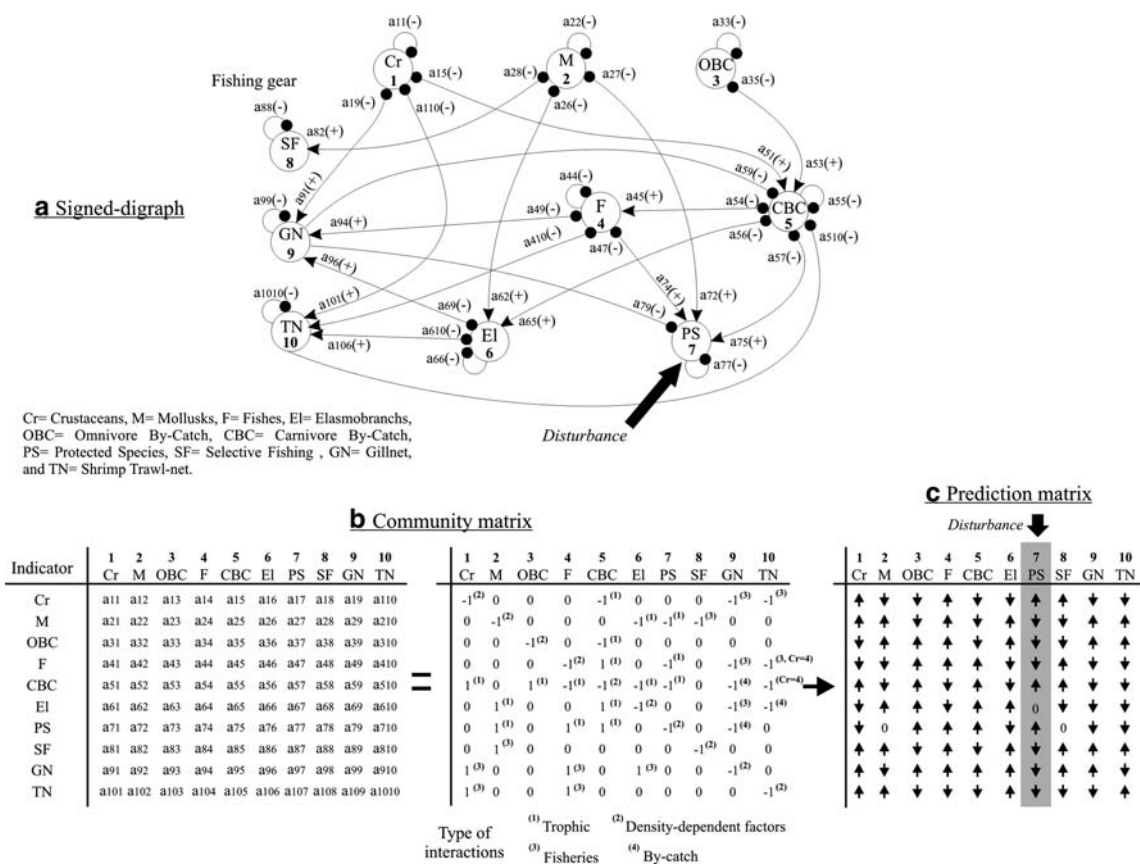 a11(-) a22(-) a33(-)
Cr M OBC
1 2 3
a15(-) a28(-) a27(-) a35(-)
Fishing gear
a19(-) a110(-) a26(-)
a88(-)
a82(+)
SF
8
a51(+) a53(+)
a59(-)
a44(-) a45(+) a54(-) a55(-)
a91(+)
F
4
CBC
5
a Signed-digraph
a99(-) a94(+) a49(-) a56(-) a510(-)
GN
9
a410(-) a47(-) a57(-)
a96(+) a74(+)
a1010(-) a101(+) a69(-) a62(+) a79(-) a72(+)
TN
10
a610(-) a65(+) a75(+)
El
6
PS
7
a106(+) a66(-) a77(-)
Disturbance
Cr= Crustaceans, M= Mollusks, F= Fishes, El= Elasmobranchs,
OBC= Omnivore By-Catch, CBC= Carnivore By-Catch,
PS= Protected Species, SF= Selective Fishing , GN= Gillnet,
and TN= Shrimp Trawl-net.
b Community matrix
c Prediction matrix
Disturbance
1 2 3 4 5 6 7 8 9 10 1 2 3 4 5 6 7 8 9 10 1 2 3 4 5 6 7 8 9 10
Indicator Cr M OBC F CBC El PS SF GN TN Cr M OBC F CBC El PS SF GN TN Cr M OBC F CBC El PS SF GN TN
Cr a11 a12 a13 a14 a15 a16 a17 a18 a19 a110 -1(2) 0 0 0 -1(1) 0 0 0 -1(3) -1(3)
M a21 a22 a23 a24 a25 a26 a27 a28 a29 a210 0 -1(2) 0 0 0 -1(1) -1(1) -1(3) 0 0
OBC a31 a32 a33 a34 a35 a36 a37 a38 a39 a310 0 0 -1(2) 0 -1(1) 0 0 0 0 0
F a41 a42 a43 a44 a45 a46 a47 a48 a49 a410 0 0 0 -1(2) 1(1) 0 -1(1) 0 -1(3) -1(3, Cr=4)
CBC a51 a52 a53 a54 a55 a56 a57 a58 a59 a510 = 1(1) 0 1(1) -1(1) -1(2) -1(1) -1(1) 0 -1(4) -1(Cr=4)
El a61 a62 a63 a64 a65 a66 a67 a68 a69 a610 0 1(1) 0 0 1(1) -1(2) 0 0 -1(3) -1(4) 0
PS a71 a72 a73 a74 a75 a76 a77 a78 a79 a710 0 1(1) 0 1(1) 1(1) 0 -1(2) 0 -1(4) 0 0 0
SF a81 a82 a83 a84 a85 a86 a87 a88 a89 a810 0 1(3) 0 0 0 0 0 -1(2) 0 0
GN a91 a92 a93 a94 a95 a96 a97 a98 a99 a910 1(3) 0 0 1(3) 0 1(3) 0 0 -1(2) 0
TN a101 a102 a103 a104 a105 a106 a107 a108 a109 a1010 1(3) 0 0 1(3) 0 0 0 0 0 -1(2)
Type of interactions
(1) Trophic (2) Density-dependent factors
(3) Fisheries (4) By-catch